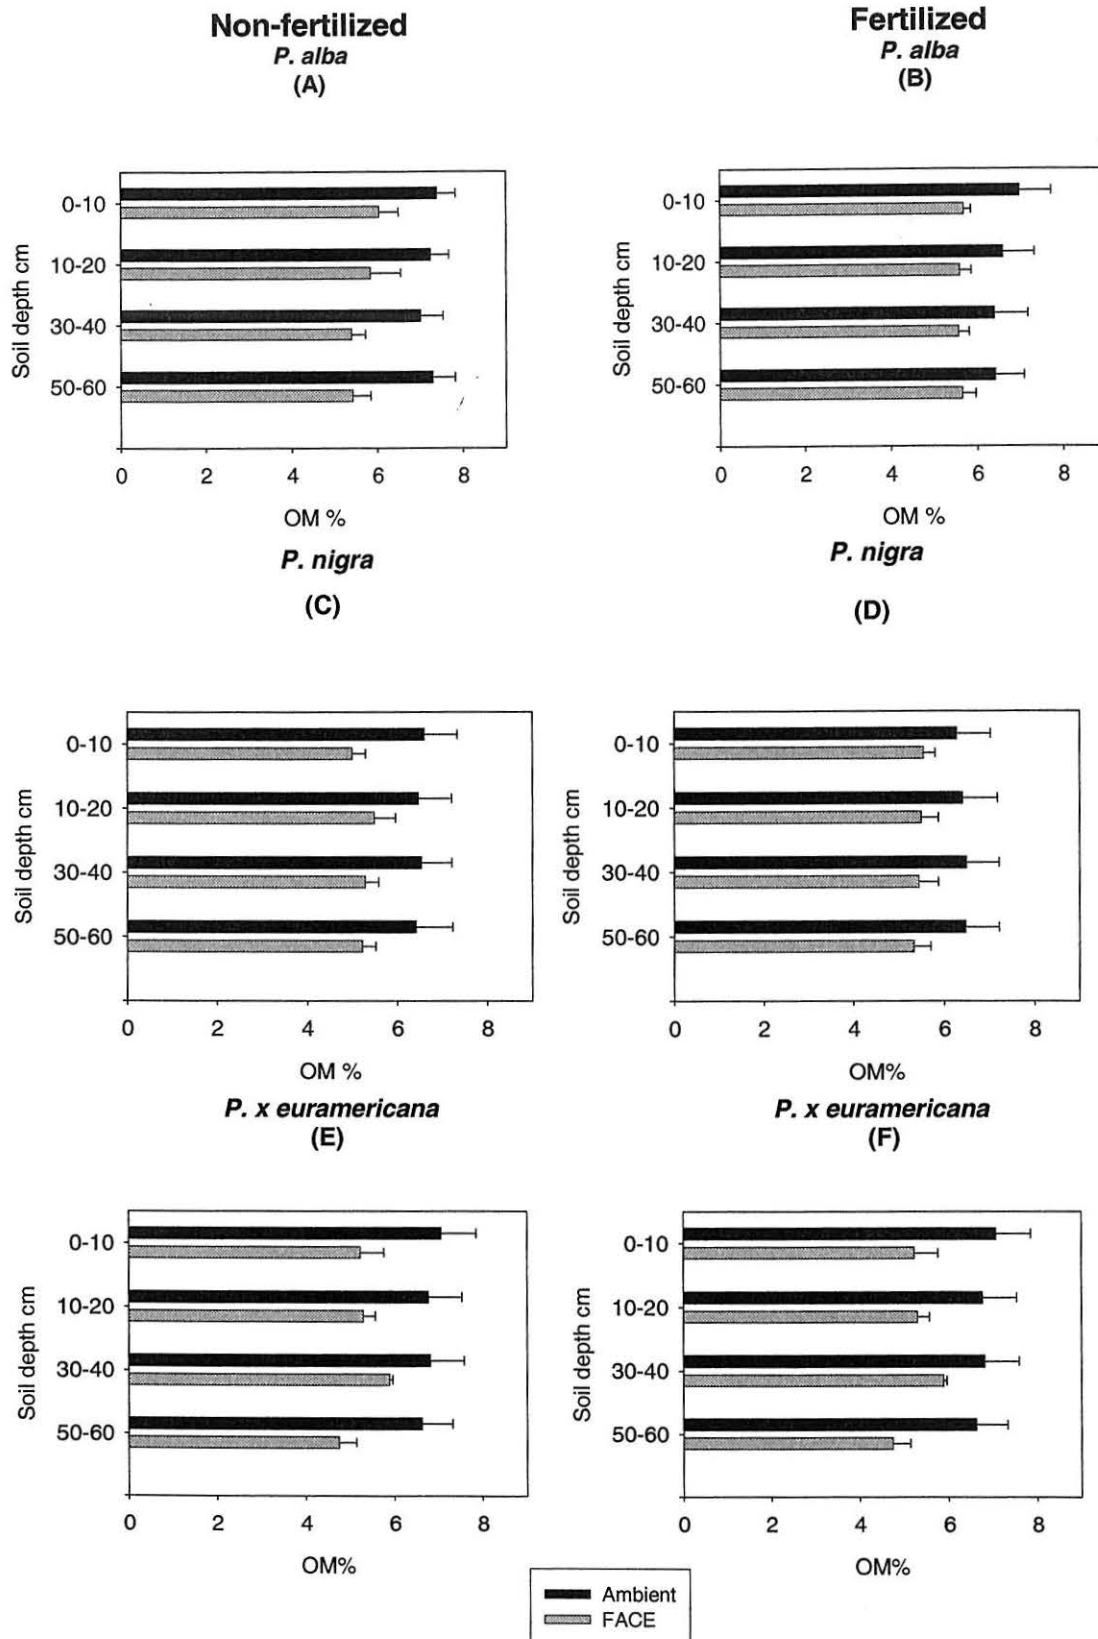 Non-fertilized
P. alba
(A)
Fertilized
P. alba
(B)
Soil depth cm
0-10
10-20
30-40
50-60
0 2 4 6 8
OM %
Soil depth cm
0-10
10-20
30-40
50-60
0 2 4 6 8
OM %
P. nigra
(C)
P. nigra
(D)
Soil depth cm
0-10
10-20
30-40
50-60
0 2 4 6 8
OM %
Soil depth cm
0-10
10-20
30-40
50-60
0 2 4 6 8
OM%
P. x euramericana
(E)
P. x euramericana
(F)
Soil depth cm
0-10
10-20
30-40
50-60
0 2 4 6 8
OM%
Soil depth cm
0-10
10-20
30-40
50-60
0 2 4 6 8
OM%
Ambient
FACE